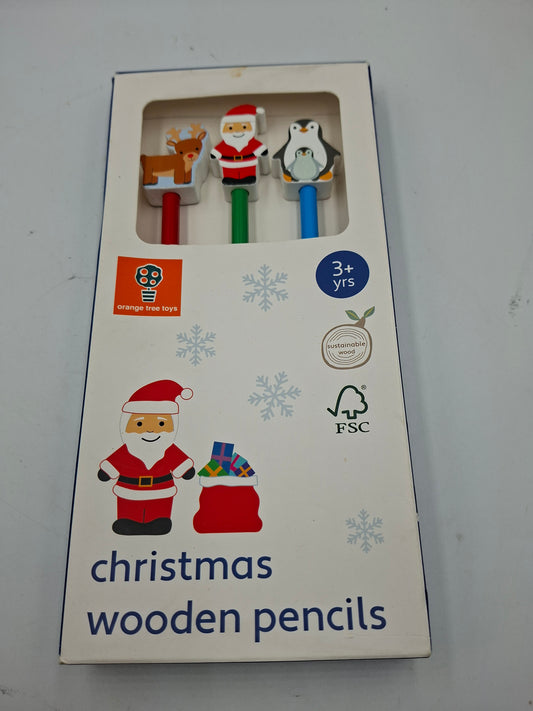 orange tree toys
3+
yrs
sustainable
wood
FSC
®
christmas
wooden pencils